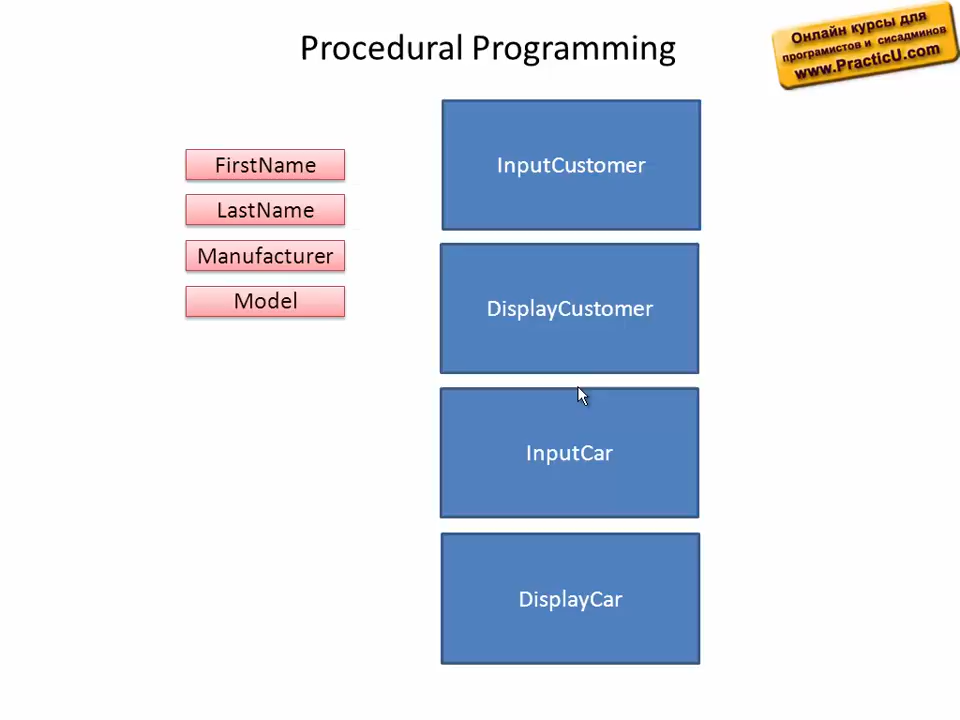 Procedural Programming
Онлайн курсы для
програмистов и сисадминов
www.PracticU.com
FirstName
LastName
Manufacturer
Model
InputCustomer
DisplayCustomer
InputCar
DisplayCar